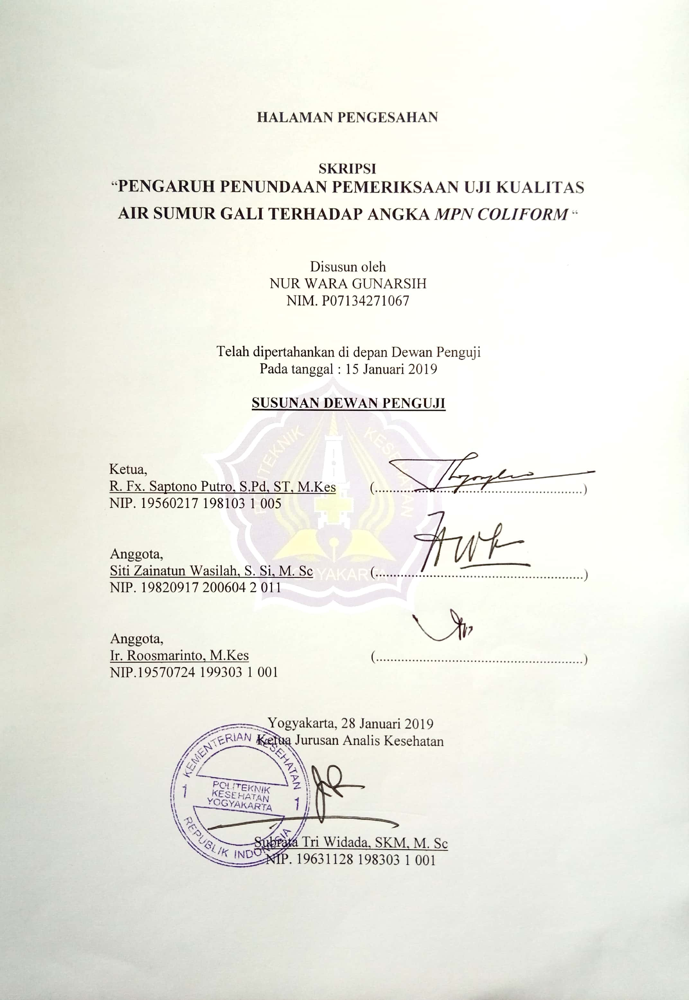 HALAMAN PENGESAHAN
SKRIPSI
“PENGARUH PENUNDAAN PEMERIKSAAN UJI KUALITAS
AIR SUMUR GALI TERHADAP ANGKA MPN COLIFORM “
Disusun oleh
NUR WARA GUNARSIH
NIM. P07134271067
Telah dipertahankan di depan Dewan Penguji
Pada tanggal : 15 Januari 2019
SUSUNAN DEWAN PENGUJI
POLITEKNIK KESEHATAN
YOGYAKARTA
Ketua,
R. Fx. Saptono Putro, S.Pd, ST, M.Kes (..........................................................)
NIP. 19560217 198103 1 005
Anggota,
Siti Zainatun Wasilah, S. Si, M. Sc (..........................................................)
NIP. 19820917 200604 2 011
Anggota,
Ir. Roosmarinto, M.Kes (..........................................................)
NIP.19570724 199303 1 001
Yogyakarta, 28 Januari 2019
Ketua Jurusan Analis Kesehatan
KEMENTERIAN KESEHATAN
1 POLITEKNIK 1
KESEHATAN
YOGYAKARTA
REPUBLIK INDONESIA
Subrata Tri Widada, SKM, M. Sc
NIP. 19631128 198303 1 001